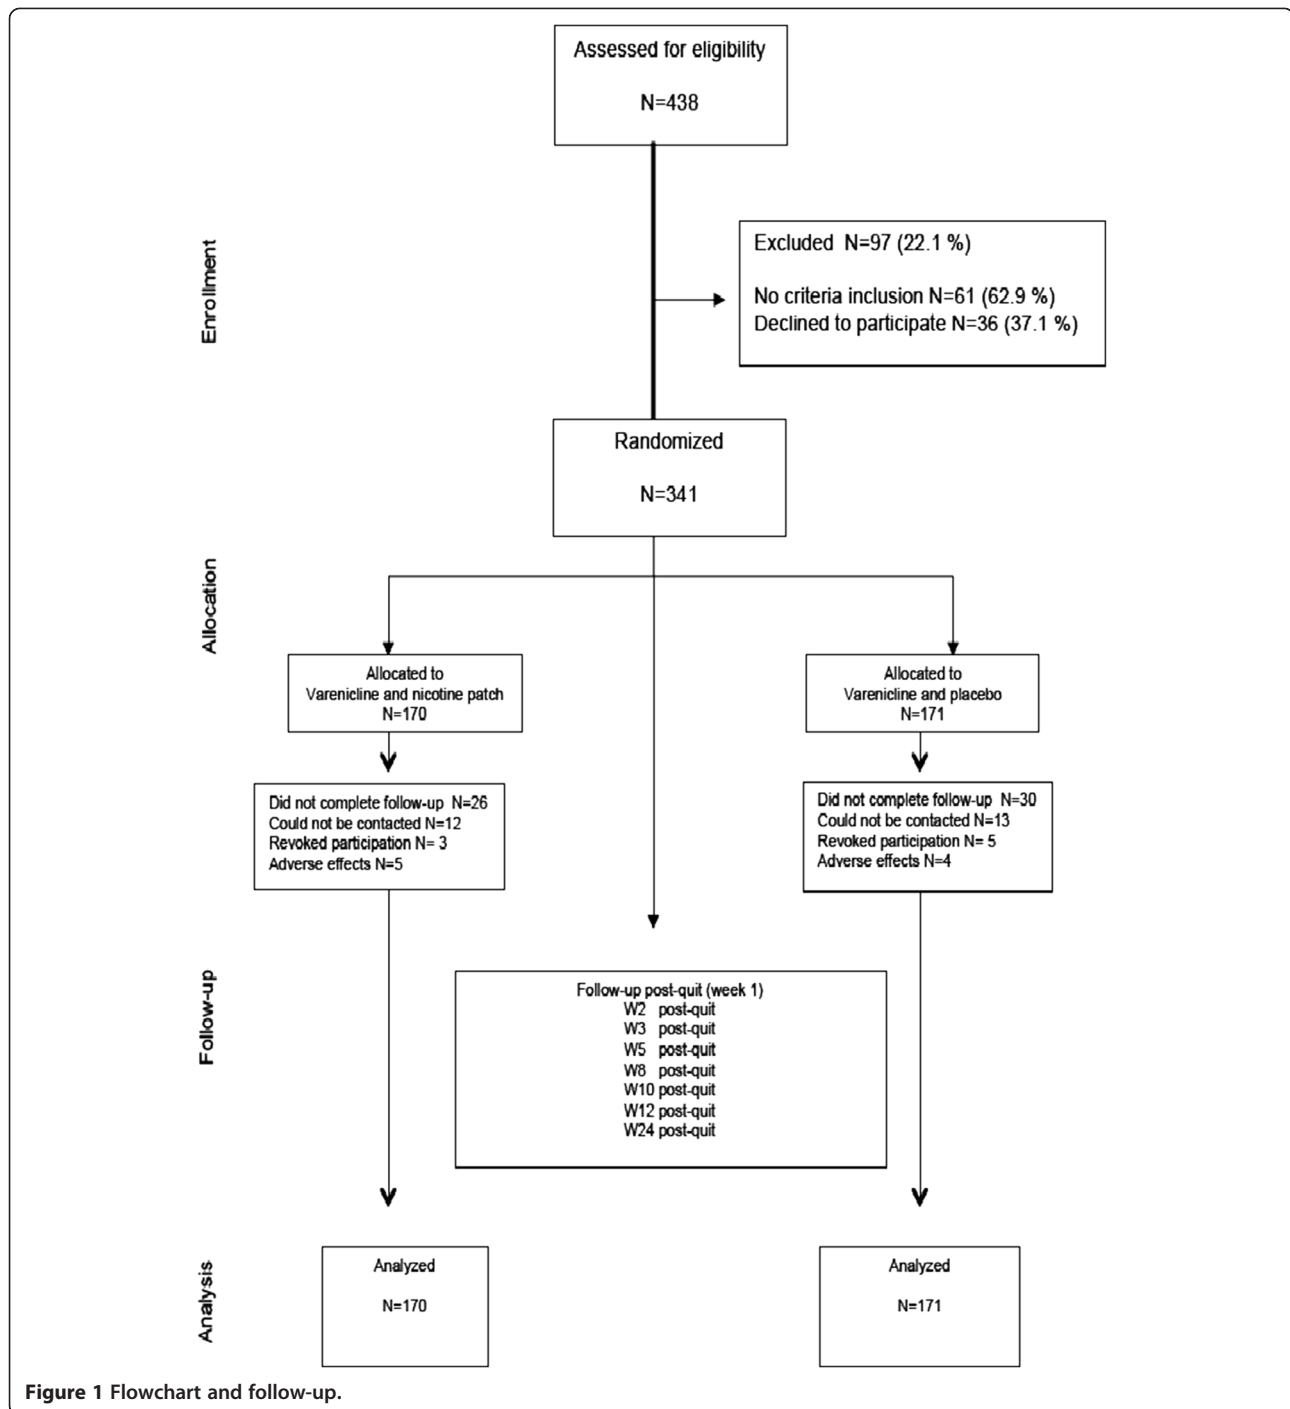 Assessed for eligibility
N=438
Enrollment
Excluded N=97 (22.1 %)
No criteria inclusion N=61 (62.9 %)
Declined to participate N=36 (37.1 %)
Randomized
N=341
Allocation
Allocated to
Varenicline and nicotine patch
N=170
Allocated to
Varenicline and placebo
N=171
Did not complete follow-up N=26
Could not be contacted N=12
Revoked participation N= 3
Adverse effects N=5
Did not complete follow-up N=30
Could not be contacted N=13
Revoked participation N= 5
Adverse effects N=4
Follow-up
Follow-up post-quit (week 1)
W2 post-quit
W3 post-quit
W5 post-quit
W8 post-quit
W10 post-quit
W12 post-quit
W24 post-quit
Analysis
Analyzed
N=170
Analyzed
N=171
Figure 1 Flowchart and follow-up.